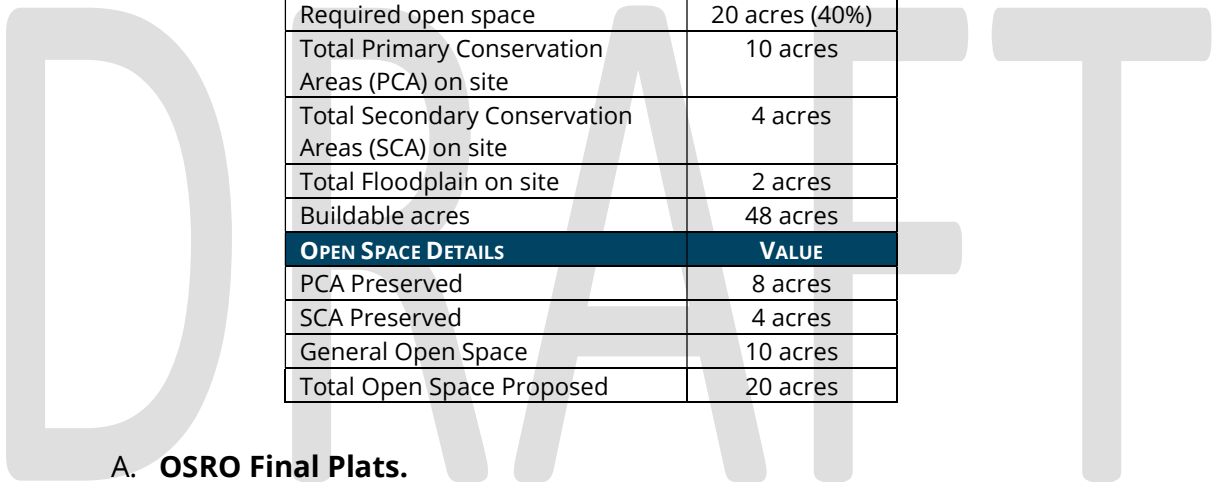 DRAFT
Required open space 20 acres (40%)
Total Primary Conservation 10 acres
Areas (PCA) on site
Total Secondary Conservation 4 acres
Areas (SCA) on site
Total Floodplain on site 2 acres
Buildable acres 48 acres
OPEN SPACE DETAILS VALUE
PCA Preserved 8 acres
SCA Preserved 4 acres
General Open Space 10 acres
Total Open Space Proposed 20 acres
A. OSRO Final Plats.